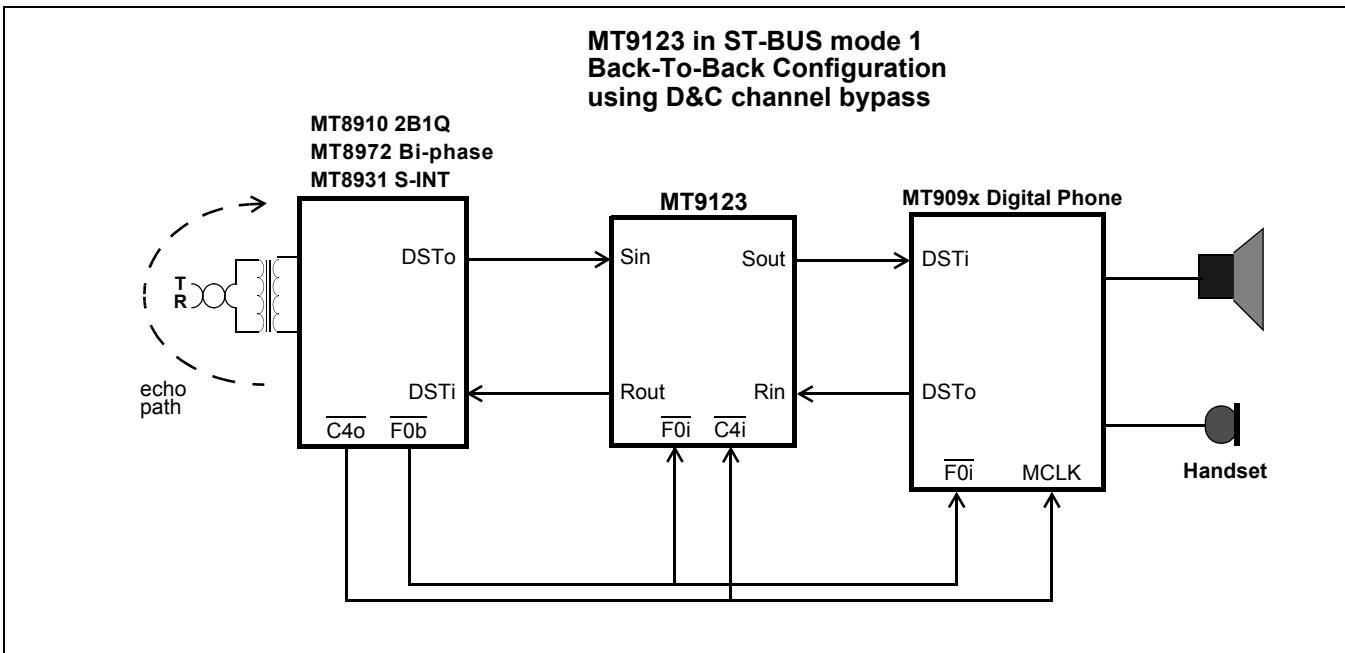 MT9123 in ST-BUS mode 1
Back-To-Back Configuration
using D&C channel bypass
MT8910 2B1Q
MT8972 Bi-phase
MT8931 S-INT
MT9123
MT909x Digital Phone
DSTo
Sin
Sout
DSTi
T
R
echo
path
DSTi
Rout
Rin
DSTo
C4o
F0b
F0i
C4i
F0i
MCLK
Handset